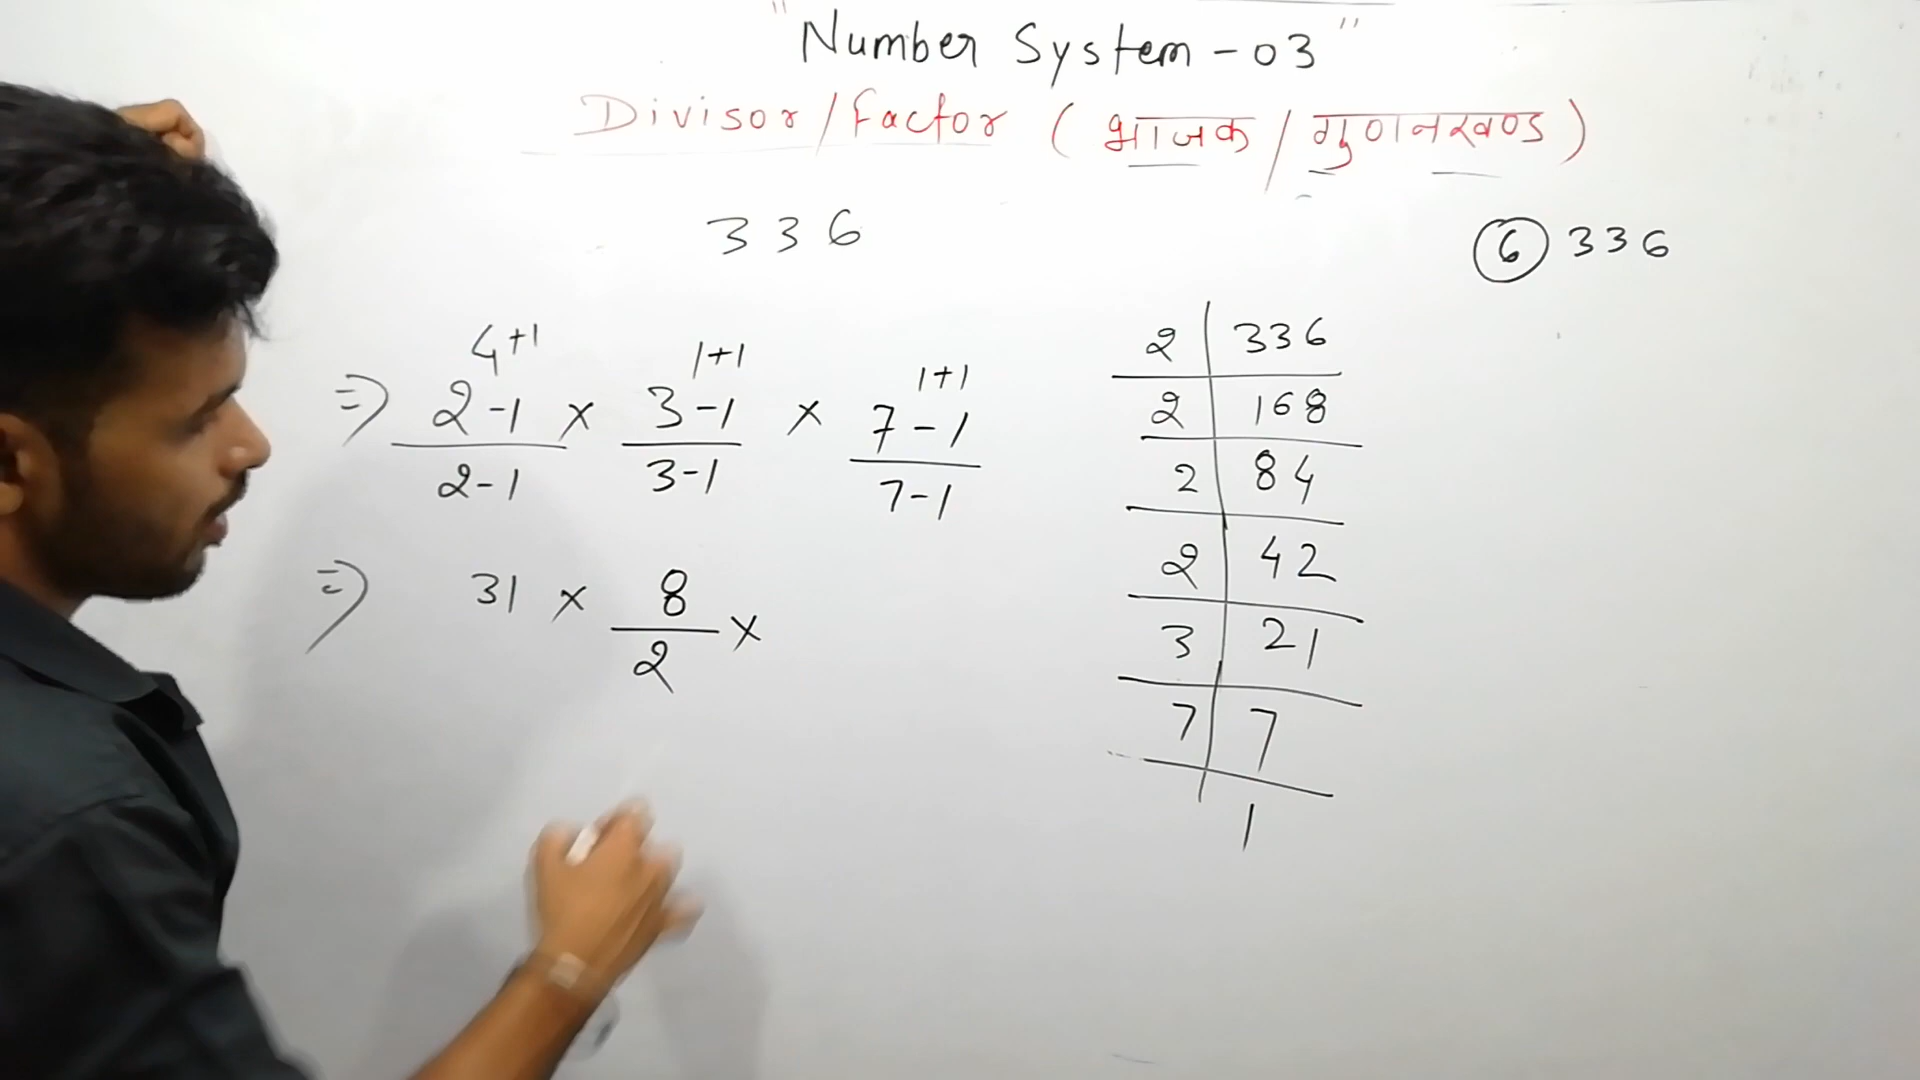 "Number System - 03"
Divisor / Factor ( भाजक / गुणनखण्ड )
336
⑥ 336
4+1 1+1 1+1
⇒ 2-1 × 3-1 × 7-1
2-1 3-1 7-1
⇒ 31 × 8 ×
2
2 | 336
2 | 168
2 | 84
2 | 42
3 | 21
7 | 7
1